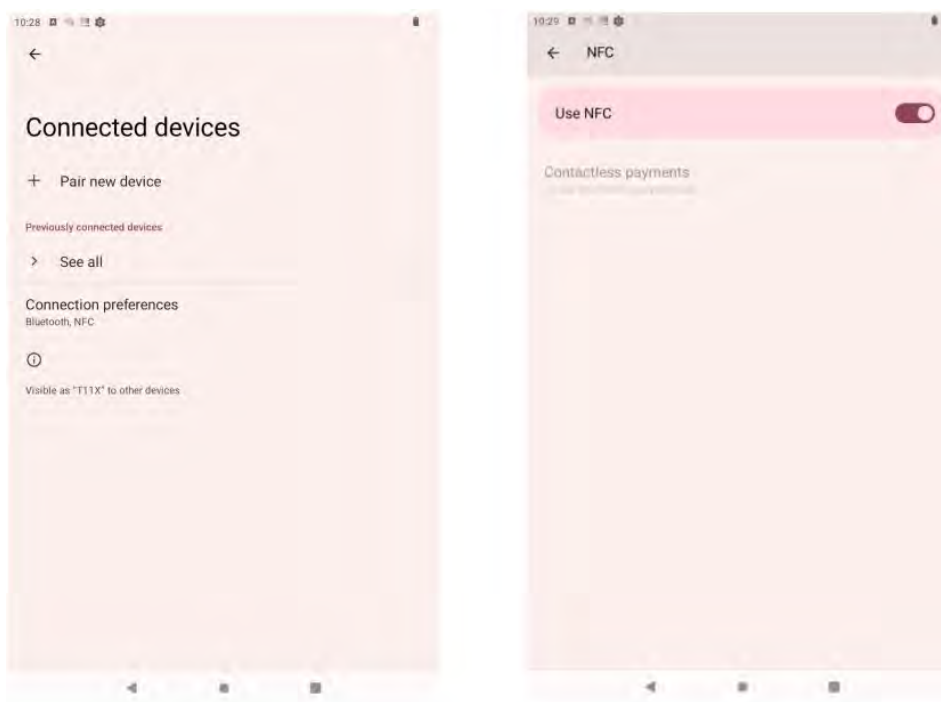 10:28
Connected devices
+ Pair new device
Previously connected devices
> See all
Connection preferences
Bluetooth, NFC
Visible as "T11X" to other devices
10:29
NFC
Use NFC
Contactless payments